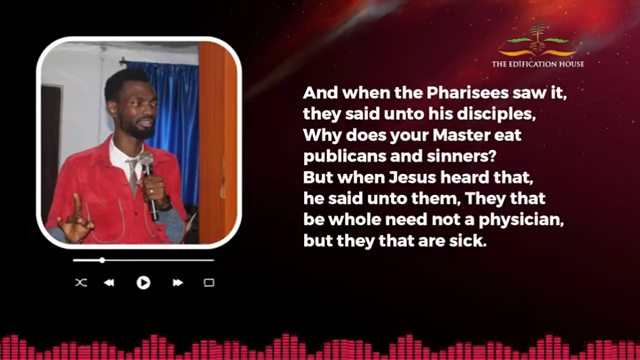 THE EDIFICATION HOUSE
And when the Pharisees saw it,
they said unto his disciples,
Why does your Master eat
publicans and sinners?
But when Jesus heard that,
he said unto them, They that
be whole need not a physician,
but they that are sick.